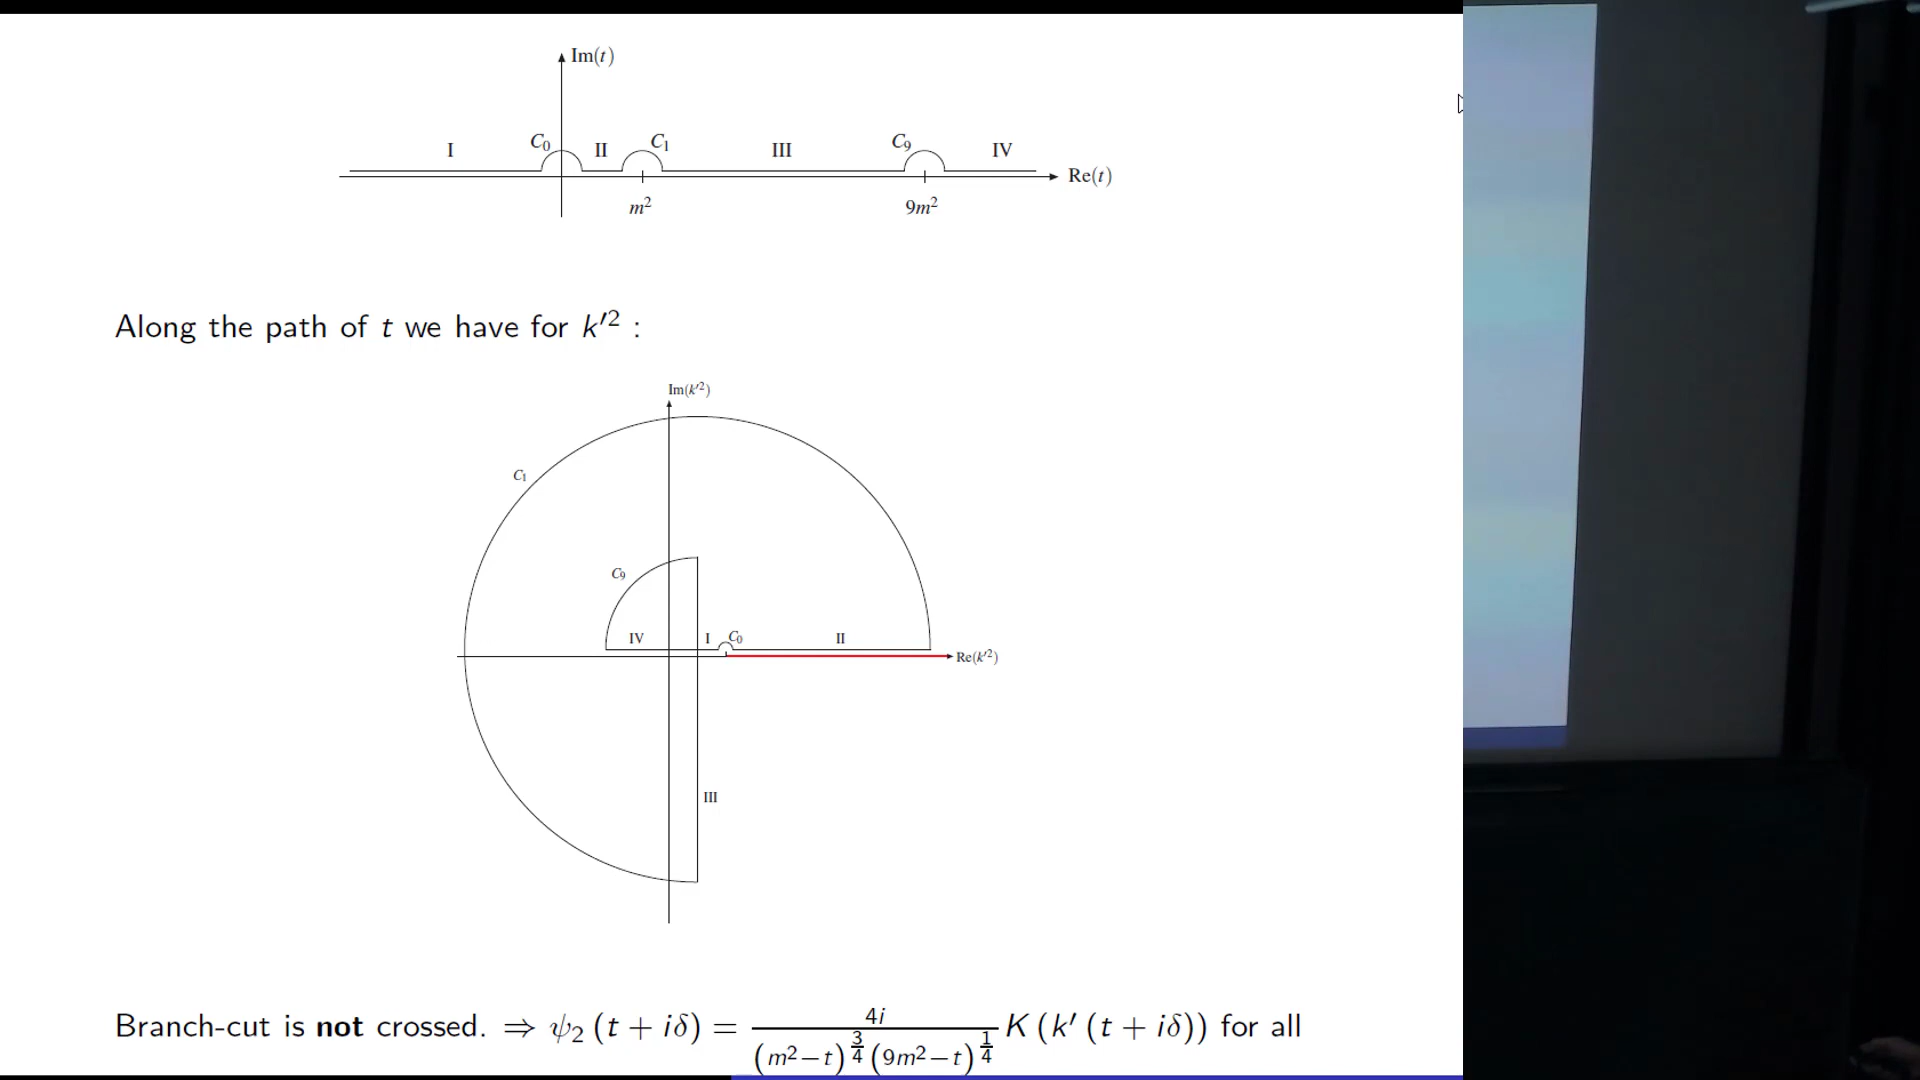 Im(t)
I C₀ II C₁ III C₉ IV
Re(t)
m² 9m²
Along the path of t we have for k′² :
Im(k′²)
C₁
C₉
IV I C₀ II
Re(k′²)
III
Branch-cut is not crossed. ⇒ ψ₂ (t + iδ) = 4i / ((m²−t)^(3/4) (9m²−t)^(1/4)) K (k′ (t + iδ)) for all